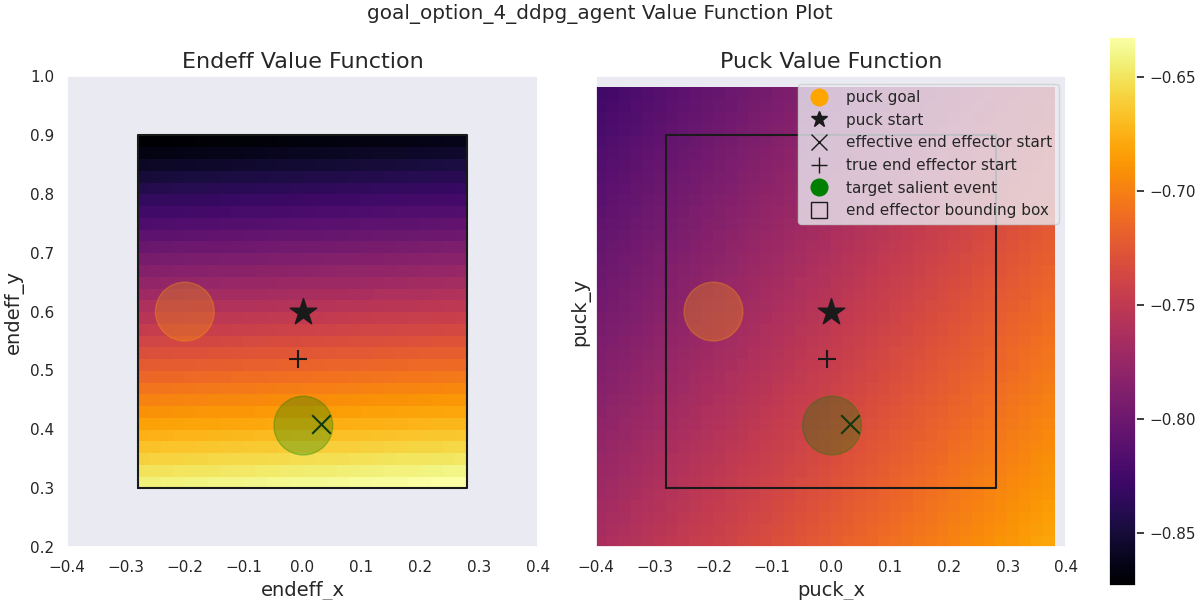 goal_option_4_ddpg_agent Value Function Plot
Endeff Value Function
endeff_y
1.0
0.9
0.8
0.7
0.6
0.5
0.4
0.3
0.2
−0.4 −0.3 −0.2 −0.1 0.0 0.1 0.2 0.3 0.4
endeff_x
Puck Value Function
puck_y
puck goal
puck start
effective end effector start
true end effector start
target salient event
end effector bounding box
−0.4 −0.3 −0.2 −0.1 0.0 0.1 0.2 0.3 0.4
puck_x
−0.65
−0.70
−0.75
−0.80
−0.85